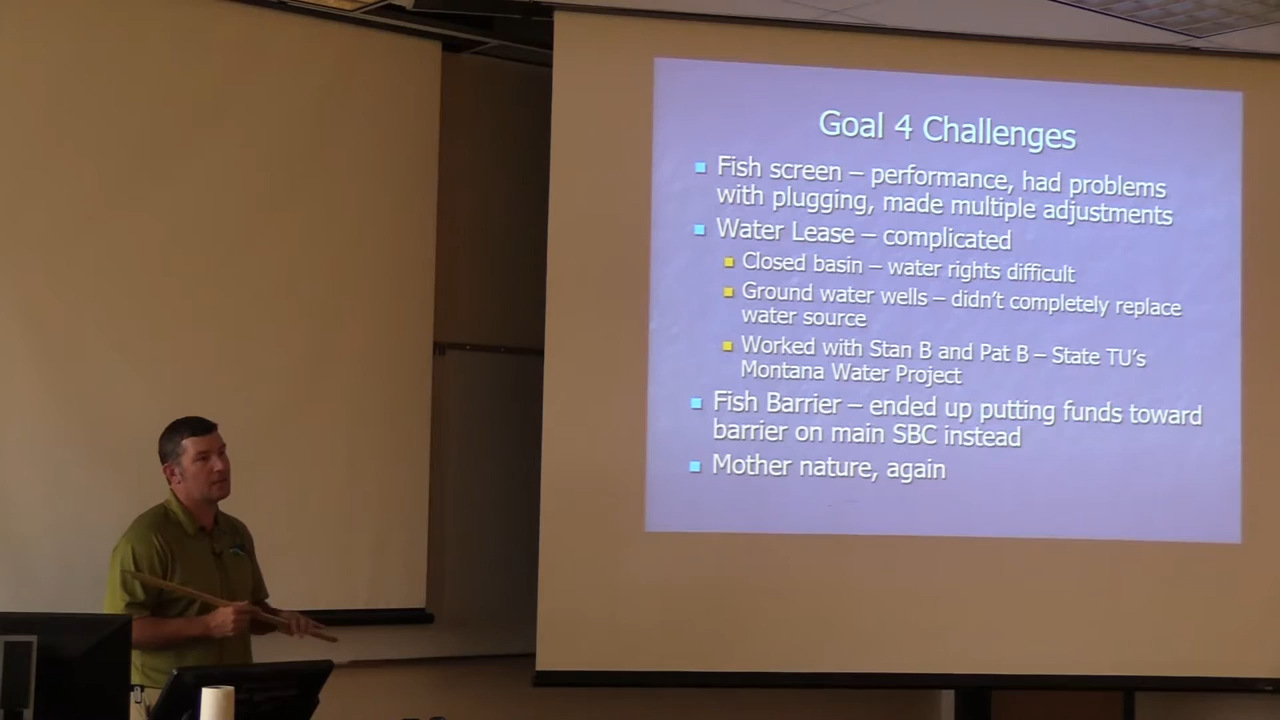 Goal 4 Challenges
Fish screen – performance, had problems
with plugging, made multiple adjustments
Water Lease – complicated
Closed basin – water rights difficult
Ground water wells – didn't completely replace
water source
Worked with Stan B and Pat B – State TU's
Montana Water Project
Fish Barrier – ended up putting funds toward
barrier on main SBC instead
Mother nature, again